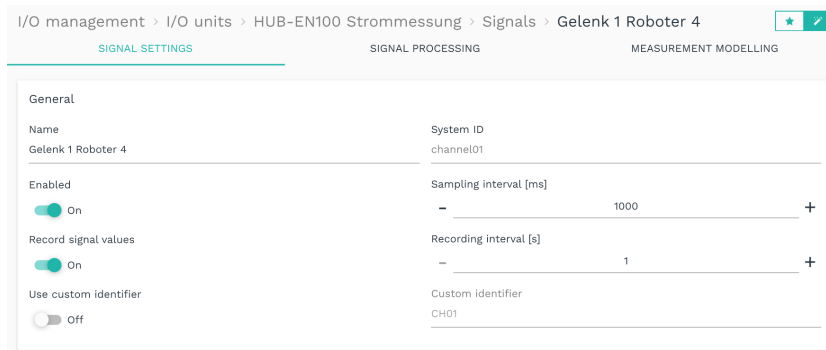 I/O management > I/O units > HUB-EN100 Strommessung > Signals > Gelenk 1 Roboter 4
SIGNAL SETTINGS SIGNAL PROCESSING MEASUREMENT MODELLING
General
Name System ID
Gelenk 1 Roboter 4 channel01
Enabled Sampling interval [ms]
On - 1000 +
Record signal values Recording interval [s]
On - 1 +
Use custom identifier Custom identifier
Off CH01